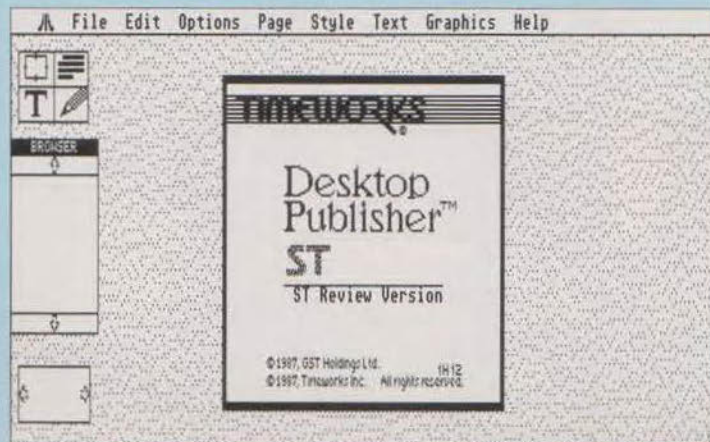 File Edit Options Page Style Text Graphics Help
T
BROWSER
TIMEWORKS
Desktop
Publisher™
ST
ST Review Version
©1987, GST Holdings Ltd.
1H12
©1987, Timeworks Inc. All rights reserved.